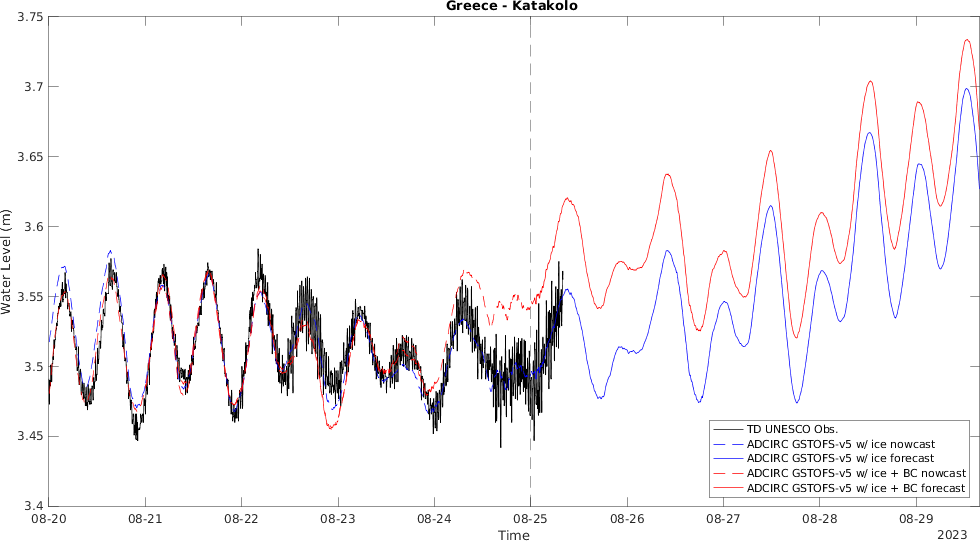 Greece - Katakolo
3.75
3.7
3.65
3.6
3.55
3.5
3.45
3.4
Water Level (m)
TD UNESCO Obs.
ADCIRC GSTOFS-v5 w/ ice nowcast
ADCIRC GSTOFS-v5 w/ ice forecast
ADCIRC GSTOFS-v5 w/ ice + BC nowcast
ADCIRC GSTOFS-v5 w/ ice + BC forecast
08-20 08-21 08-22 08-23 08-24 08-25 08-26 08-27 08-28 08-29
Time
2023